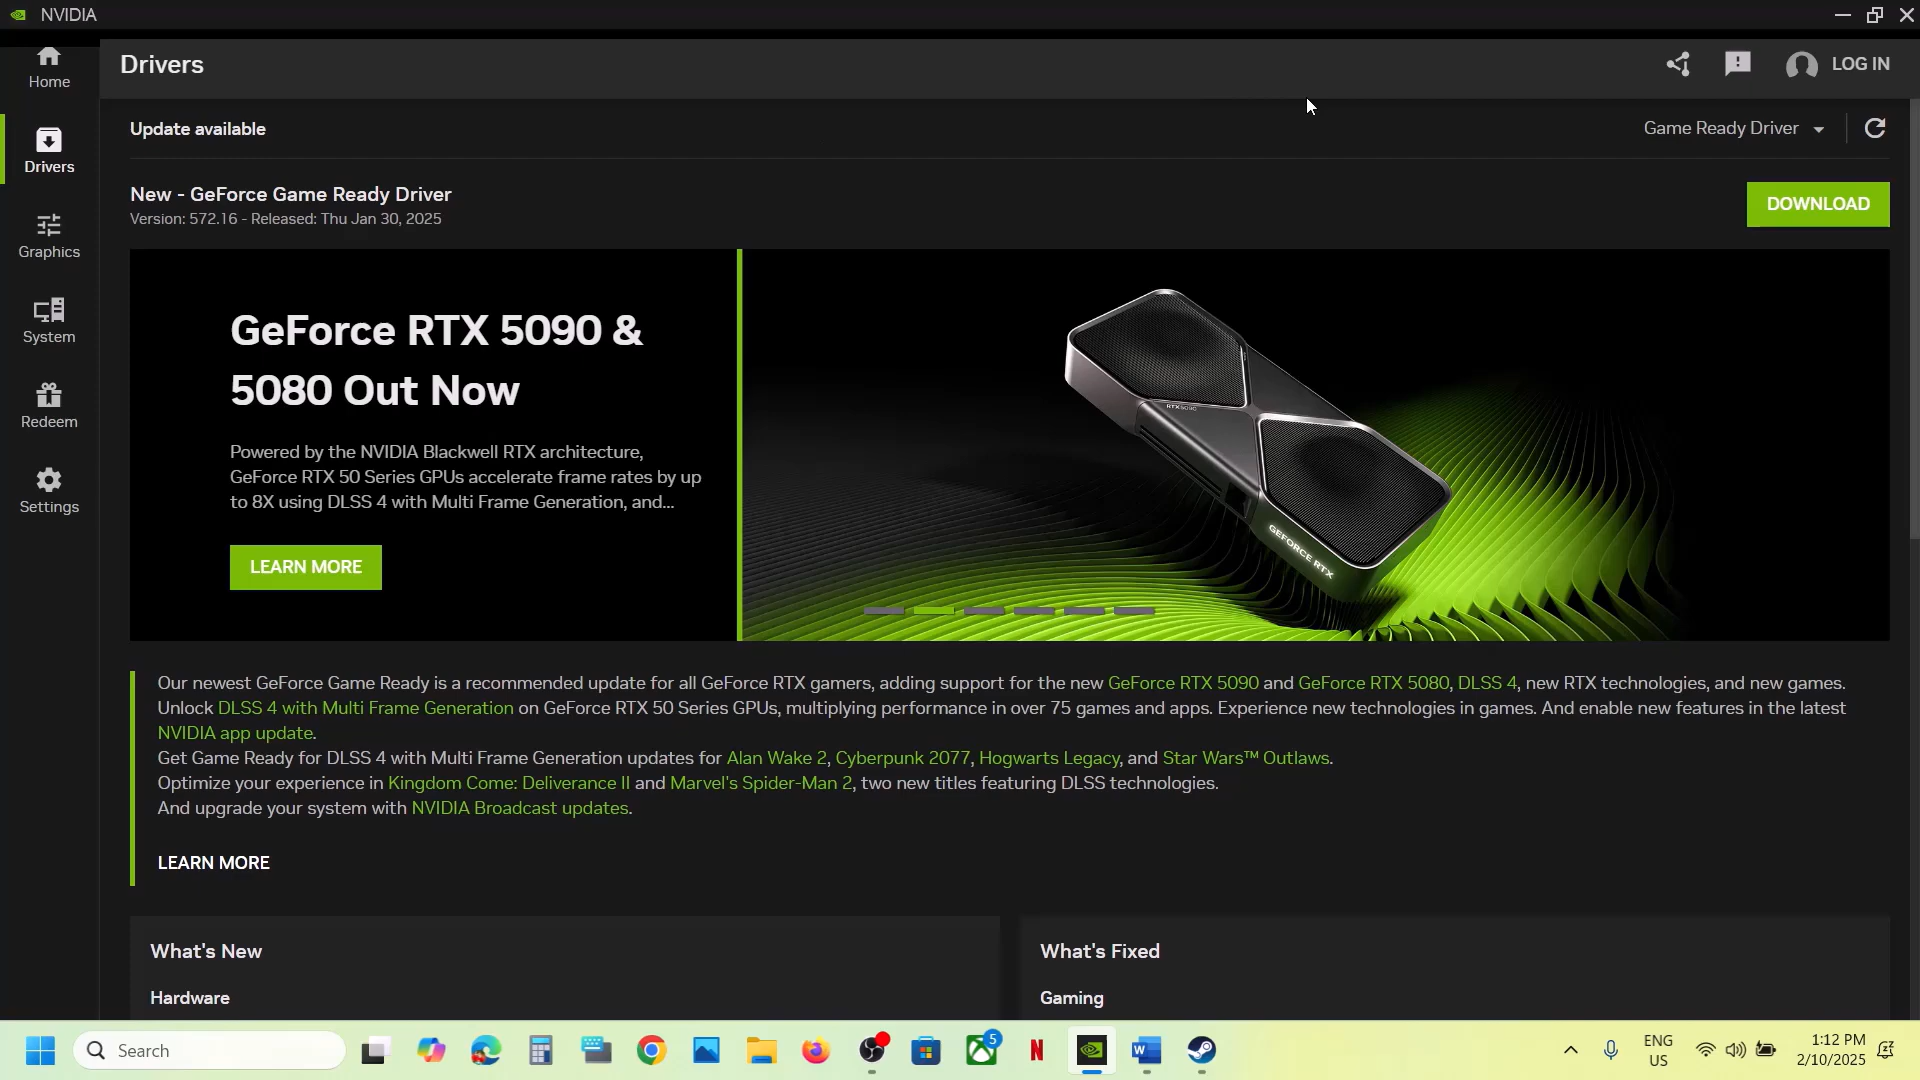 NVIDIA
Home
Drivers
LOG IN
Drivers
Update available
Game Ready Driver
New - GeForce Game Ready Driver
Version: 572.16 - Released: Thu Jan 30, 2025
DOWNLOAD
Graphics
System
Redeem
Settings
GeForce RTX 5090 &
5080 Out Now
Powered by the NVIDIA Blackwell RTX architecture,
GeForce RTX 50 Series GPUs accelerate frame rates by up
to 8X using DLSS 4 with Multi Frame Generation, and...
LEARN MORE
RTX 5090
GEFORCE RTX
Our newest GeForce Game Ready is a recommended update for all GeForce RTX gamers, adding support for the new GeForce RTX 5090 and GeForce RTX 5080, DLSS 4, new RTX technologies, and new games.
Unlock DLSS 4 with Multi Frame Generation on GeForce RTX 50 Series GPUs, multiplying performance in over 75 games and apps. Experience new technologies in games. And enable new features in the latest
NVIDIA app update.
Get Game Ready for DLSS 4 with Multi Frame Generation updates for Alan Wake 2, Cyberpunk 2077, Hogwarts Legacy, and Star Wars™ Outlaws.
Optimize your experience in Kingdom Come: Deliverance II and Marvel's Spider-Man 2, two new titles featuring DLSS technologies.
And upgrade your system with NVIDIA Broadcast updates.
LEARN MORE
What's New
Hardware
What's Fixed
Gaming
Search
5
N
W
ENG
US
1:12 PM
2/10/2025